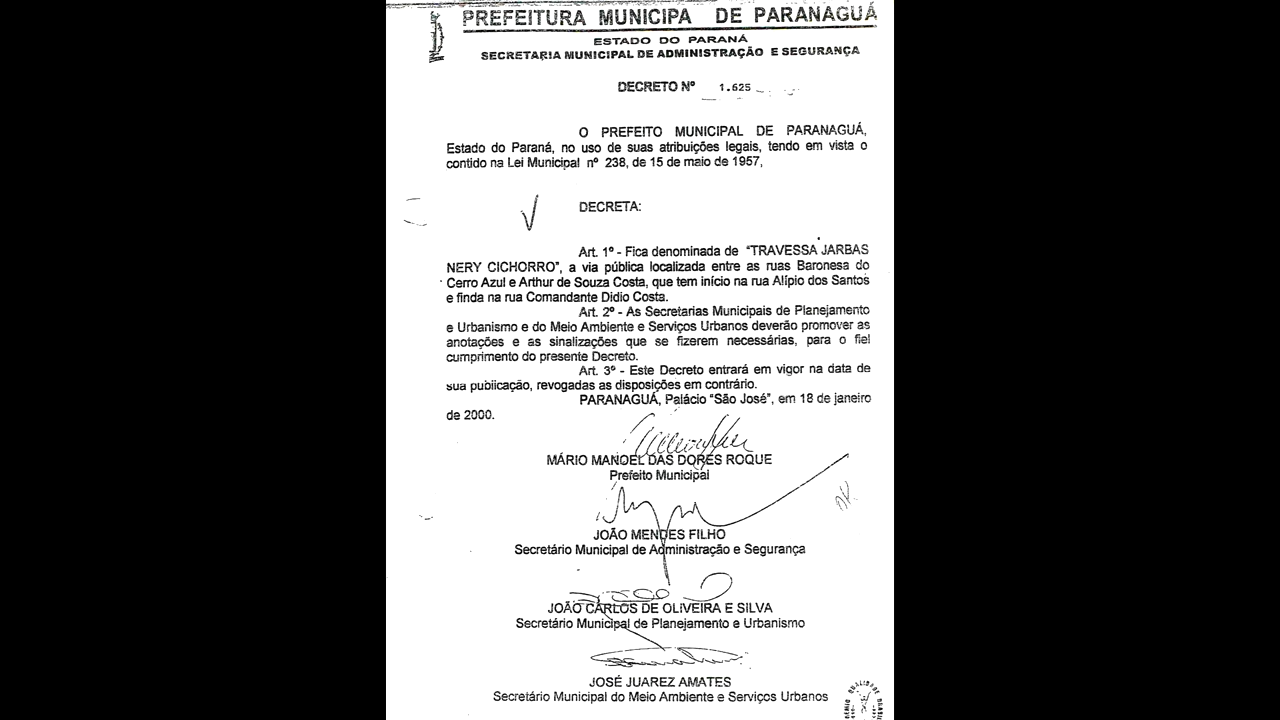 PREFEITURA MUNICIPA DE PARANAGUÁ
ESTADO DO PARANÁ
SECRETARIA MUNICIPAL DE ADMINISTRAÇÃO E SEGURANÇA
DECRETO Nº 1.625
O PREFEITO MUNICIPAL DE PARANAGUÁ,
Estado do Paraná, no uso de suas atribuições legais, tendo em vista o
contido na Lei Municipal nº 238, de 15 de maio de 1957,
DECRETA:
Art. 1º - Fica denominada de “TRAVESSA JARBAS
NERY CICHORRO”, a via pública localizada entre as ruas Baronesa do
Cerro Azul e Arthur de Souza Costa, que tem início na rua Alípio dos Santos
e finda na rua Comandante Didio Costa.
Art. 2º - As Secretarias Municipais de Planejamento
e Urbanismo e do Meio Ambiente e Serviços Urbanos deverão promover as
anotações e as sinalizações que se fizerem necessárias, para o fiel
cumprimento do presente Decreto.
Art. 3º - Este Decreto entrará em vigor na data de
sua publicação, revogadas as disposições em contrário.
PARANAGUÁ, Palácio “São José”, em 18 de janeiro
de 2000.
MÁRIO MANOEL DAS DORES ROQUE
Prefeito Municipal
JOÃO MENDES FILHO
Secretário Municipal de Administração e Segurança
JOÃO CARLOS DE OLIVEIRA E SILVA
Secretário Municipal de Planejamento e Urbanismo
JOSÉ JUAREZ AMATES
Secretário Municipal do Meio Ambiente e Serviços Urbanos